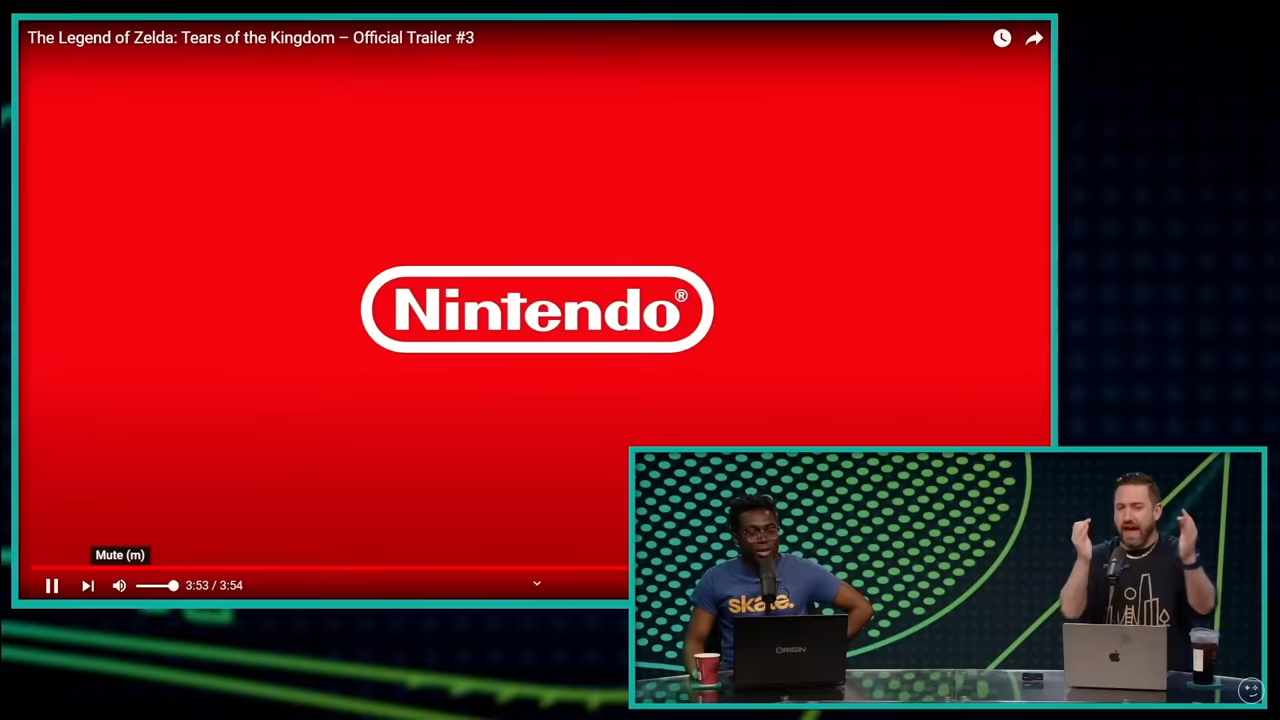 The Legend of Zelda: Tears of the Kingdom – Official Trailer #3
Nintendo®
Mute (m)
3:53 / 3:54
skate.
ORIGIN